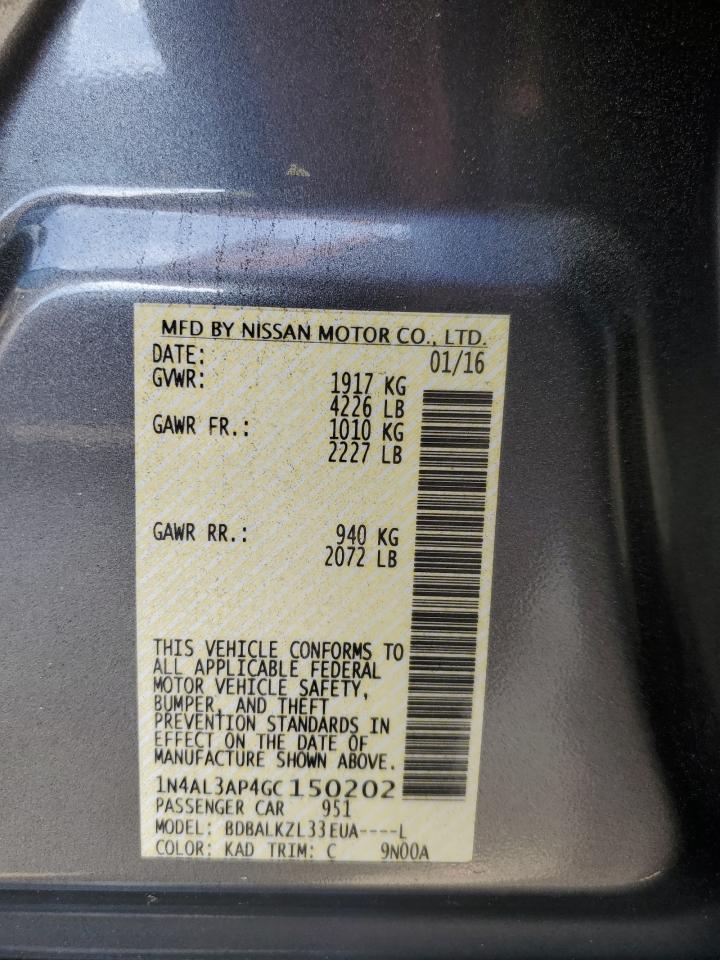 MFD BY NISSAN MOTOR CO., LTD.
DATE: 01/16
GVWR: 1917 KG
4226 LB
GAWR FR.: 1010 KG
2227 LB
GAWR RR.: 940 KG
2072 LB
THIS VEHICLE CONFORMS TO
ALL APPLICABLE FEDERAL
MOTOR VEHICLE SAFETY,
BUMPER, AND THEFT
PREVENTION STANDARDS IN
EFFECT ON THE DATE OF
MANUFACTURE SHOWN ABOVE.
1N4AL3AP4GC150202
PASSENGER CAR 951
MODEL: BDBALKZL33EUA----L
COLOR: KAD TRIM: C 9N00A